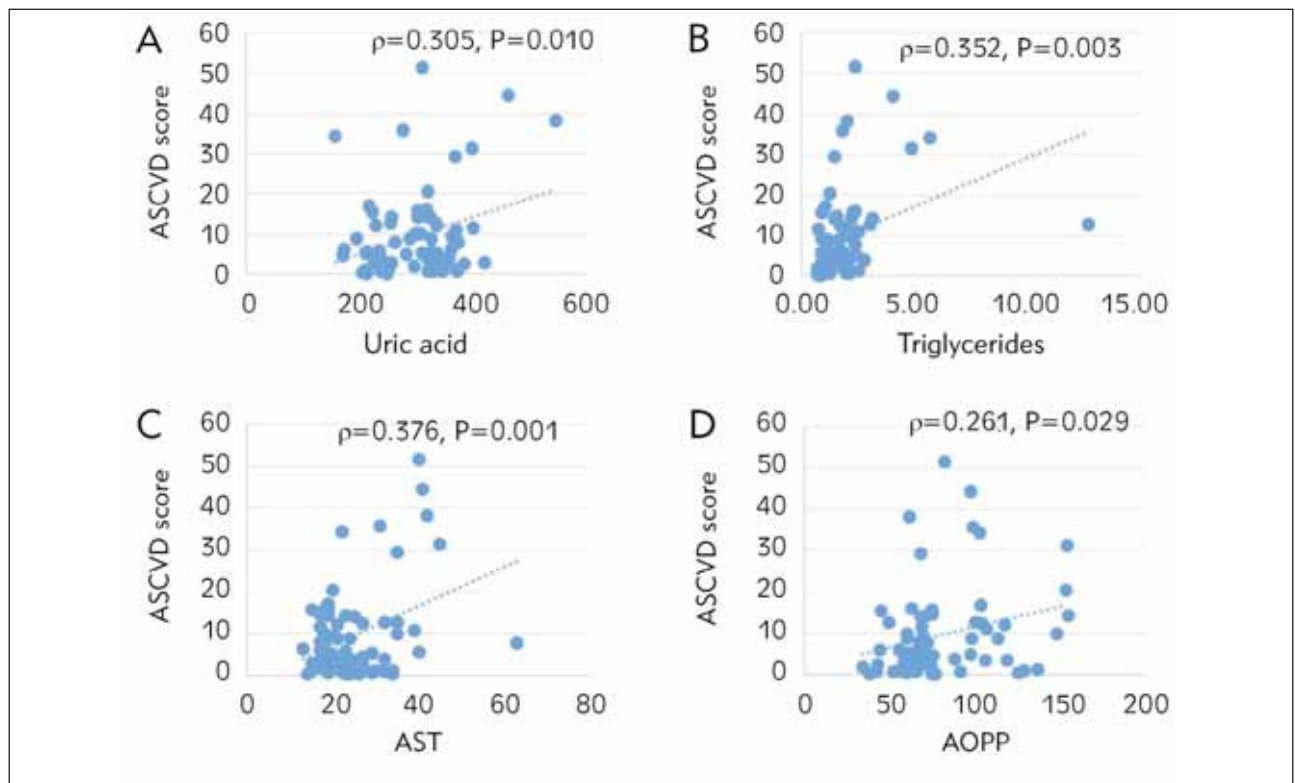 A
ρ=0.305, P=0.010
ASCVD score
60
50
40
30
20
10
0
0 200 400 600
Uric acid
B
ρ=0.352, P=0.003
ASCVD score
60
50
40
30
20
10
0
0.00 5.00 10.00 15.00
Triglycerides
C
ρ=0.376, P=0.001
ASCVD score
60
50
40
30
20
10
0
0 20 40 60 80
AST
D
ρ=0.261, P=0.029
ASCVD score
60
50
40
30
20
10
0
0 50 100 150 200
AOPP